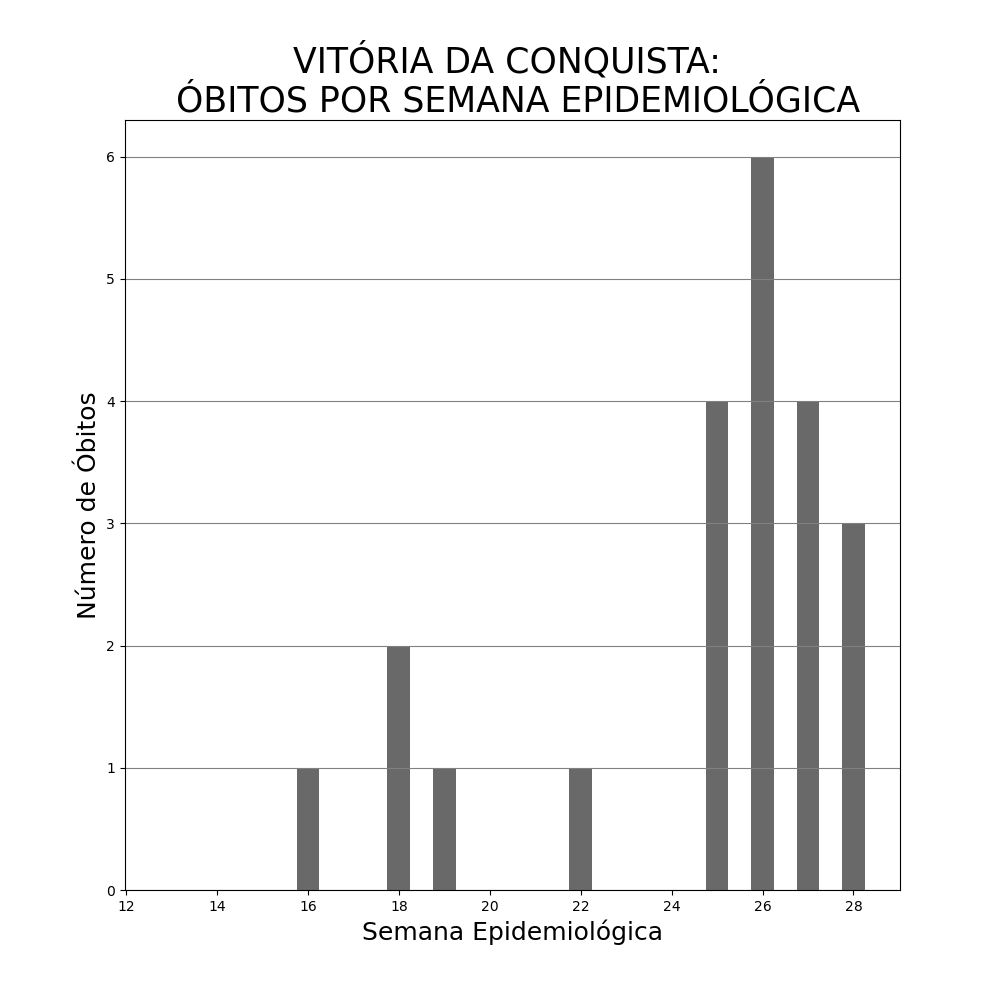 VITÓRIA DA CONQUISTA:
ÓBITOS POR SEMANA EPIDEMIOLÓGICA
6
5
4
3
2
1
0
Número de Óbitos
12 14 16 18 20 22 24 26 28
Semana Epidemiológica